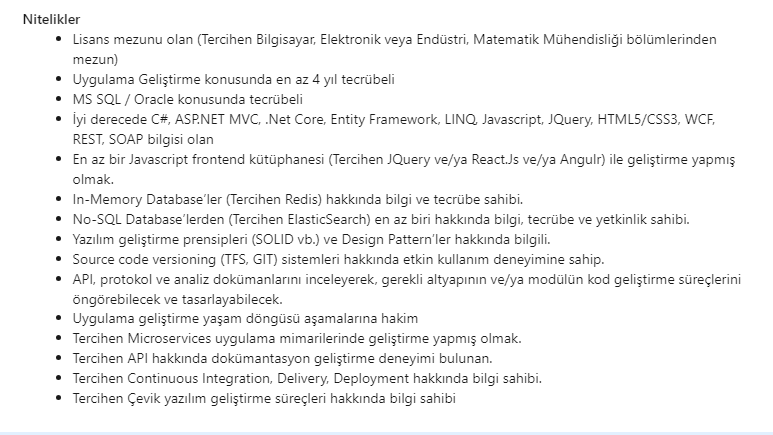 Nitelikler
• Lisans mezunu olan (Tercihen Bilgisayar, Elektronik veya Endüstri, Matematik Mühendisliği bölümlerinden
mezun)
• Uygulama Geliştirme konusunda en az 4 yıl tecrübeli
• MS SQL / Oracle konusunda tecrübeli
• İyi derecede C#, ASP.NET MVC, .Net Core, Entity Framework, LINQ, Javascript, JQuery, HTML5/CSS3, WCF,
REST, SOAP bilgisi olan
• En az bir Javascript frontend kütüphanesi (Tercihen JQuery ve/ya React.Js ve/ya Angulr) ile geliştirme yapmış
olmak.
• In-Memory Database'ler (Tercihen Redis) hakkında bilgi ve tecrübe sahibi.
• No-SQL Database'lerden (Tercihen ElasticSearch) en az biri hakkında bilgi, tecrübe ve yetkinlik sahibi.
• Yazılım geliştirme prensipleri (SOLID vb.) ve Design Pattern'ler hakkında bilgili.
• Source code versioning (TFS, GIT) sistemleri hakkında etkin kullanım deneyimine sahip.
• API, protokol ve analiz dokümanlarını inceleyerek, gerekli altyapının ve/ya modülün kod geliştirme süreçlerini
öngörebilecek ve tasarlayabilecek.
• Uygulama geliştirme yaşam döngüsü aşamalarına hakim
• Tercihen Microservices uygulama mimarilerinde geliştirme yapmış olmak.
• Tercihen API hakkında dokümantasyon geliştirme deneyimi bulunan.
• Tercihen Continuous Integration, Delivery, Deployment hakkında bilgi sahibi.
• Tercihen Çevik yazılım geliştirme süreçleri hakkında bilgi sahibi